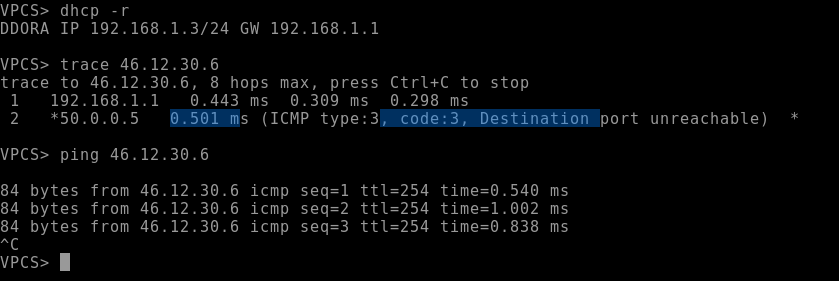 VPCS> dhcp -r
DDORA IP 192.168.1.3/24 GW 192.168.1.1
VPCS> trace 46.12.30.6
trace to 46.12.30.6, 8 hops max, press Ctrl+C to stop
1 192.168.1.1 0.443 ms 0.309 ms 0.298 ms
2 *50.0.0.5 0.501 ms (ICMP type:3, code:3, Destination port unreachable) *
VPCS> ping 46.12.30.6
84 bytes from 46.12.30.6 icmp seq=1 ttl=254 time=0.540 ms
84 bytes from 46.12.30.6 icmp seq=2 ttl=254 time=1.002 ms
84 bytes from 46.12.30.6 icmp seq=3 ttl=254 time=0.838 ms
^C
VPCS>